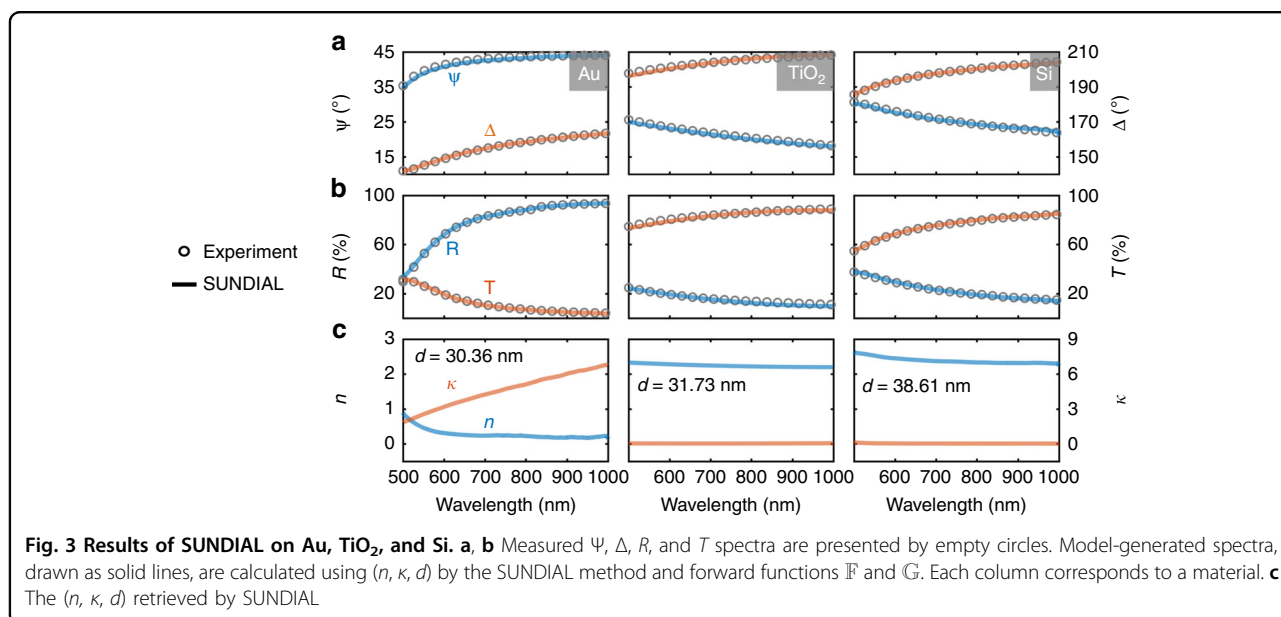 a
45
35
25
15
ψ (°)
Ψ
Δ
Au
TiO₂
Si
210
190
170
150
Δ (°)
b
100
60
20
R (%)
R
T
100
60
20
T (%)
Experiment
SUNDIAL
c
3
2
1
0
n
d = 30.36 nm
κ
n
d = 31.73 nm
d = 38.61 nm
9
6
3
0
κ
500 600 700 800 900 1000
600 700 800 900 1000
600 700 800 900 1000
Wavelength (nm)
Wavelength (nm)
Wavelength (nm)
Fig. 3 Results of SUNDIAL on Au, TiO₂, and Si. a, b Measured Ψ, Δ, R, and T spectra are presented by empty circles. Model-generated spectra,
drawn as solid lines, are calculated using (n, κ, d) by the SUNDIAL method and forward functions 𝔽 and 𝔾. Each column corresponds to a material. c
The (n, κ, d) retrieved by SUNDIAL